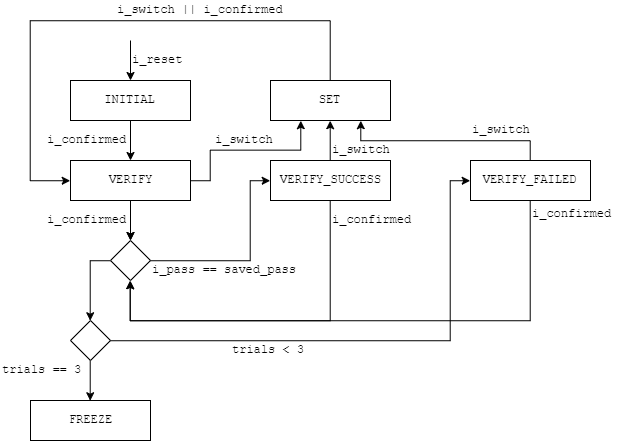 i_switch || i_confirmed
i_reset
INITIAL
SET
i_switch
i_confirmed
i_switch
i_switch
VERIFY
VERIFY_SUCCESS
VERIFY_FAILED
i_confirmed
i_confirmed
i_confirmed
i_pass == saved_pass
trials < 3
trials == 3
FREEZE